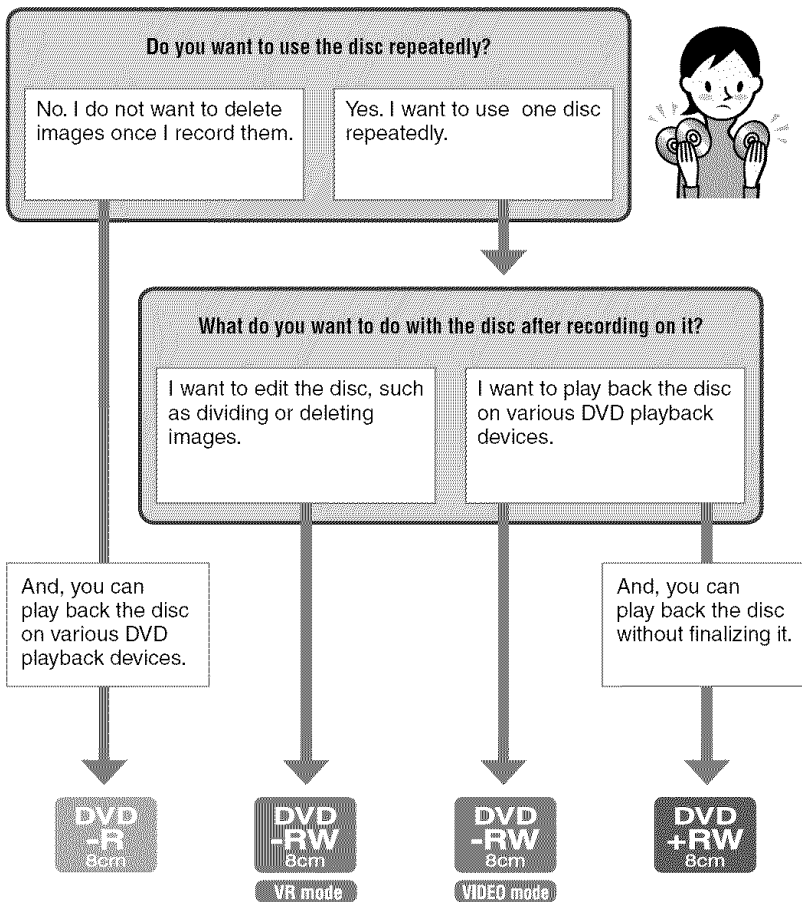 Do you want to use the disc repeatedly?
No. I do not want to delete
images once I record them.
Yes. I want to use one disc
repeatedly.
What do you want to do with the disc after recording on it?
I want to edit the disc, such
as dividing or deleting
images.
I want to play back the disc
on various DVD playback
devices.
And, you can
play back the disc
on various DVD
playback devices.
And, you can
play back the disc
without finalizing it.
DVD
-R
8cm
DVD
-RW
8cm
VR mode
DVD
-RW
8cm
VIDEO mode
DVD
+RW
8cm